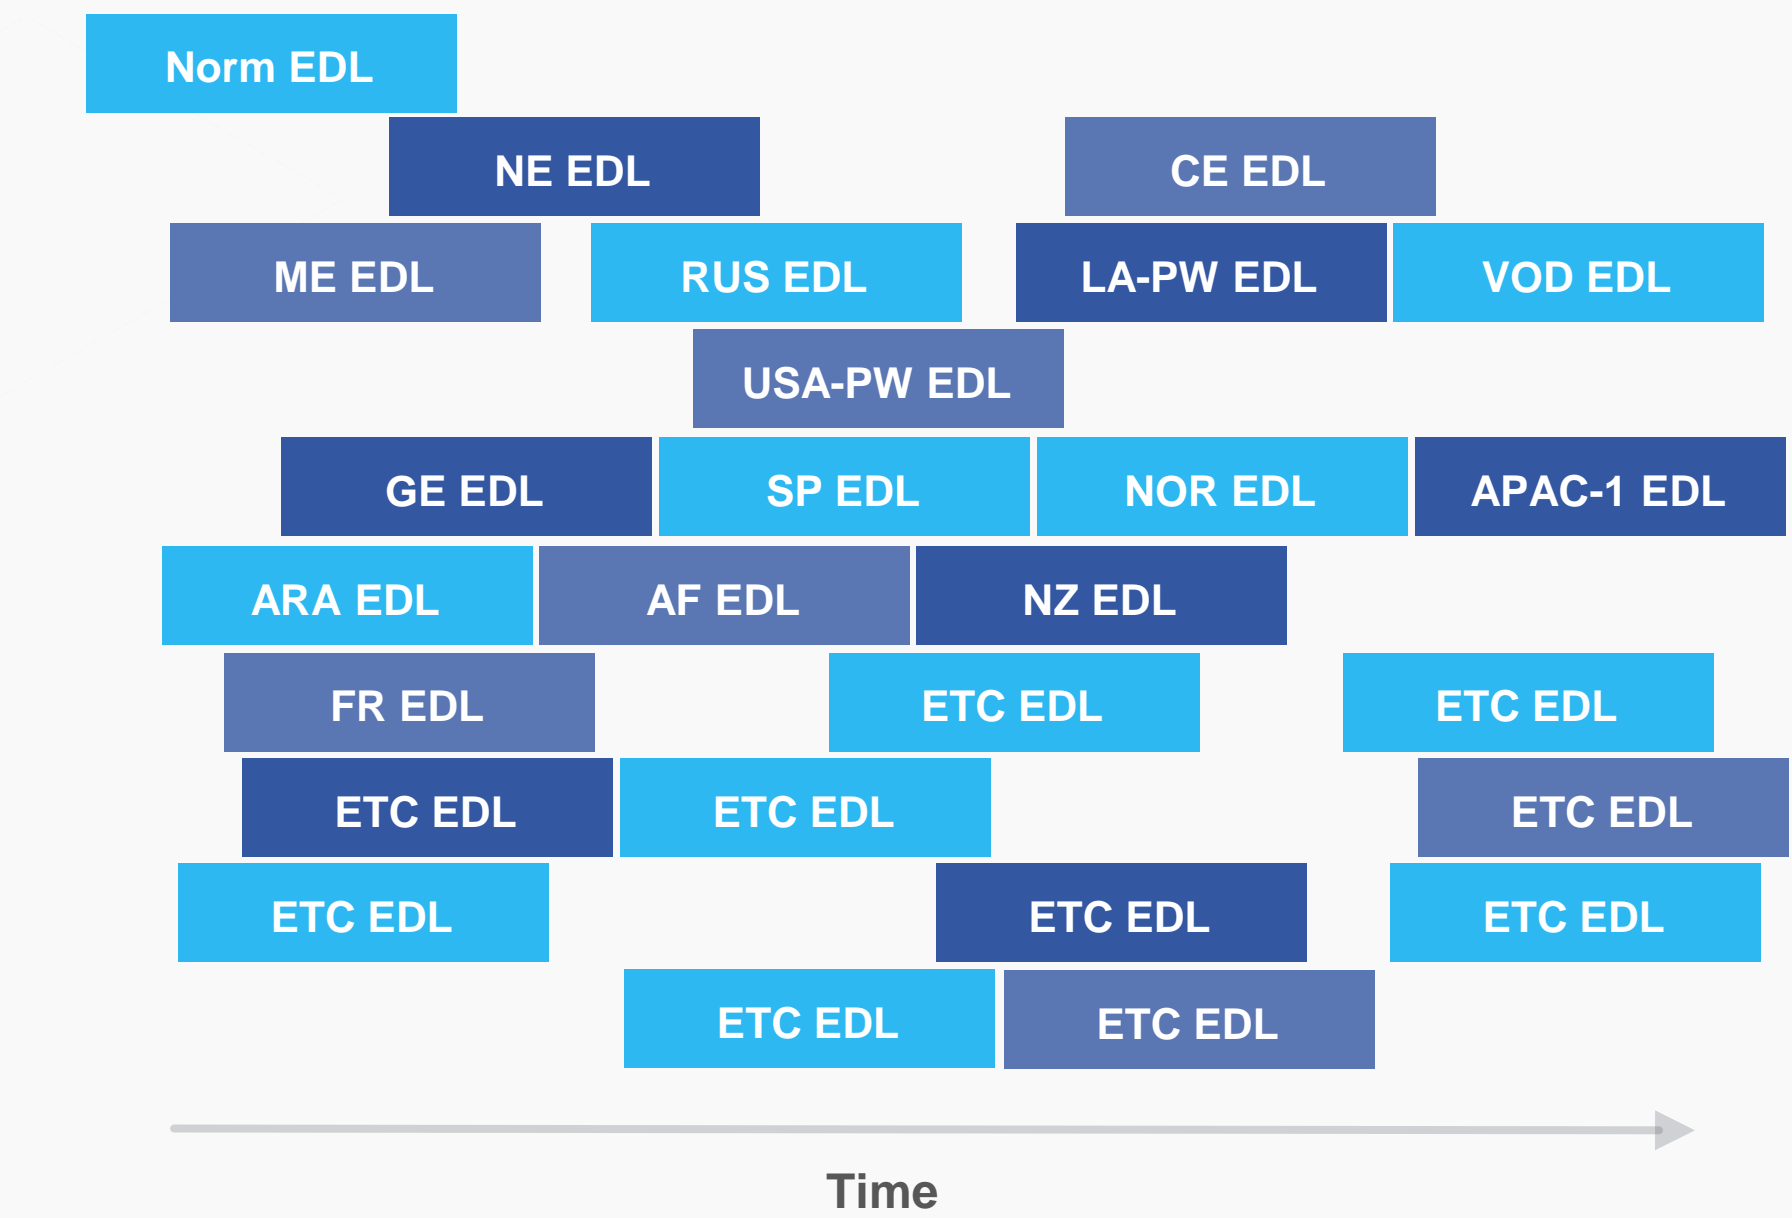 Norm EDL
NE EDL
CE EDL
ME EDL
RUS EDL
LA-PW EDL
VOD EDL
USA-PW EDL
GE EDL
SP EDL
NOR EDL
APAC-1 EDL
ARA EDL
AF EDL
NZ EDL
FR EDL
ETC EDL
ETC EDL
ETC EDL
ETC EDL
ETC EDL
ETC EDL
ETC EDL
ETC EDL
ETC EDL
ETC EDL
Time